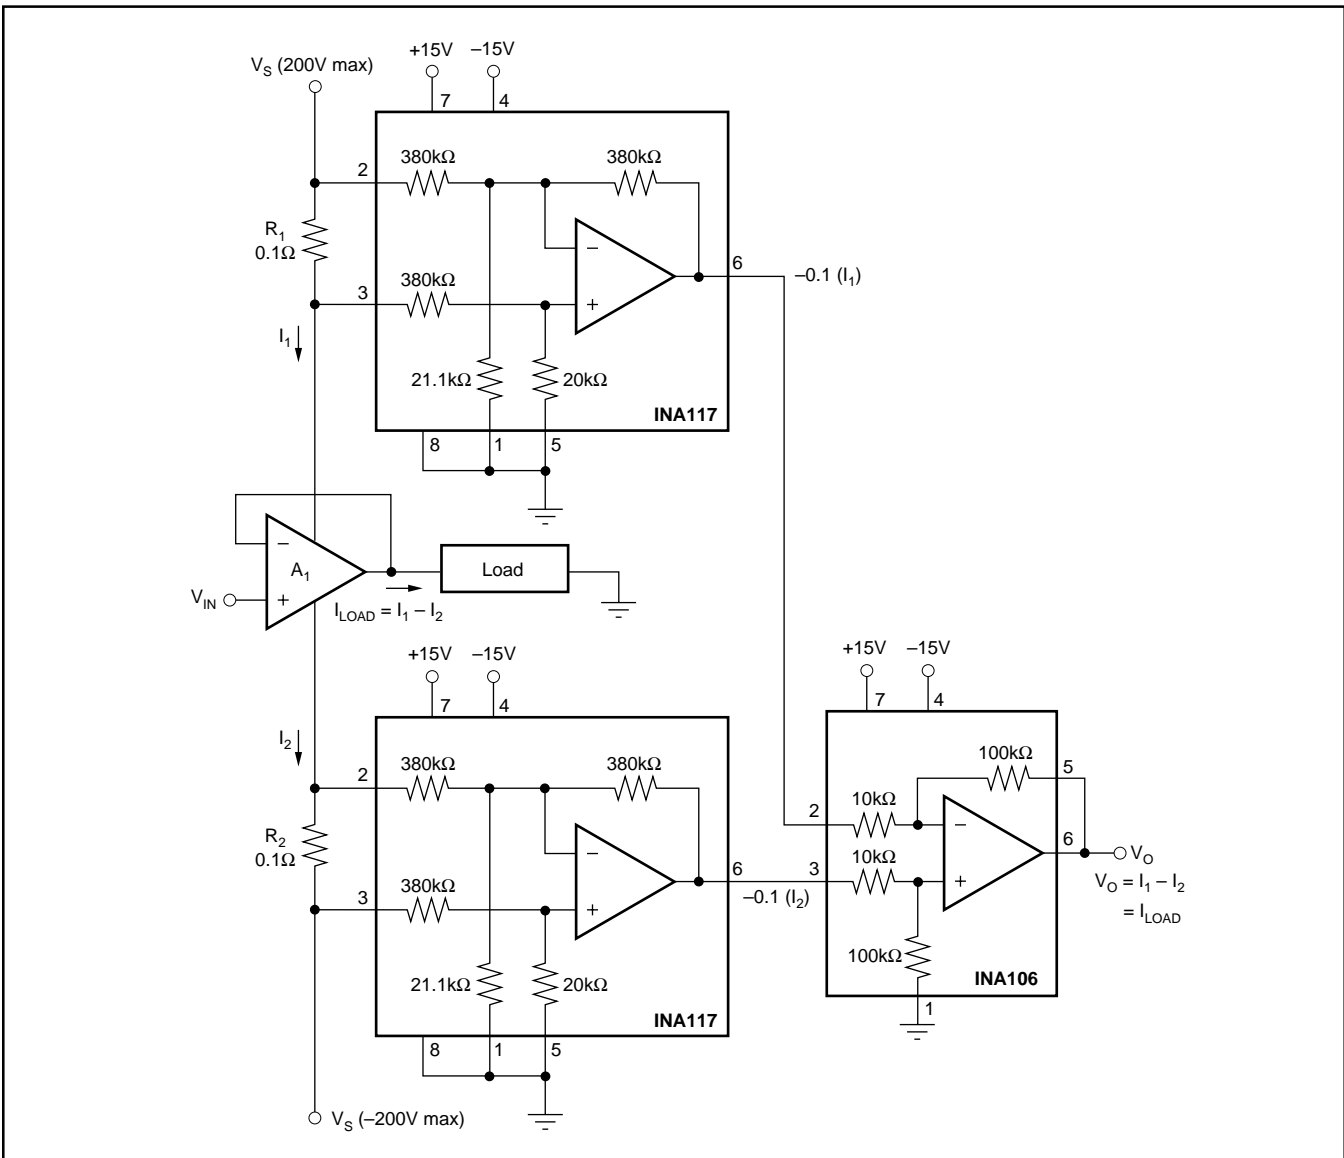 +15V –15V
V_S (200V max)
7 4
2 380kΩ 380kΩ
R_1
0.1Ω
–
6
–0.1 (I_1)
3 380kΩ
+
I_1
21.1kΩ 20kΩ
INA117
8 1 5
–
A_1
Load
V_IN
+
I_LOAD = I_1 – I_2
+15V –15V
7 4
+15V –15V
7 4
I_2
2 380kΩ 380kΩ
100kΩ 5
2 10kΩ
–
R_2
0.1Ω
–
6
V_O
3 10kΩ
+
6
–0.1 (I_2)
V_O = I_1 – I_2
= I_LOAD
3 380kΩ
+
100kΩ
INA106
1
21.1kΩ 20kΩ
INA117
8 1 5
V_S (–200V max)